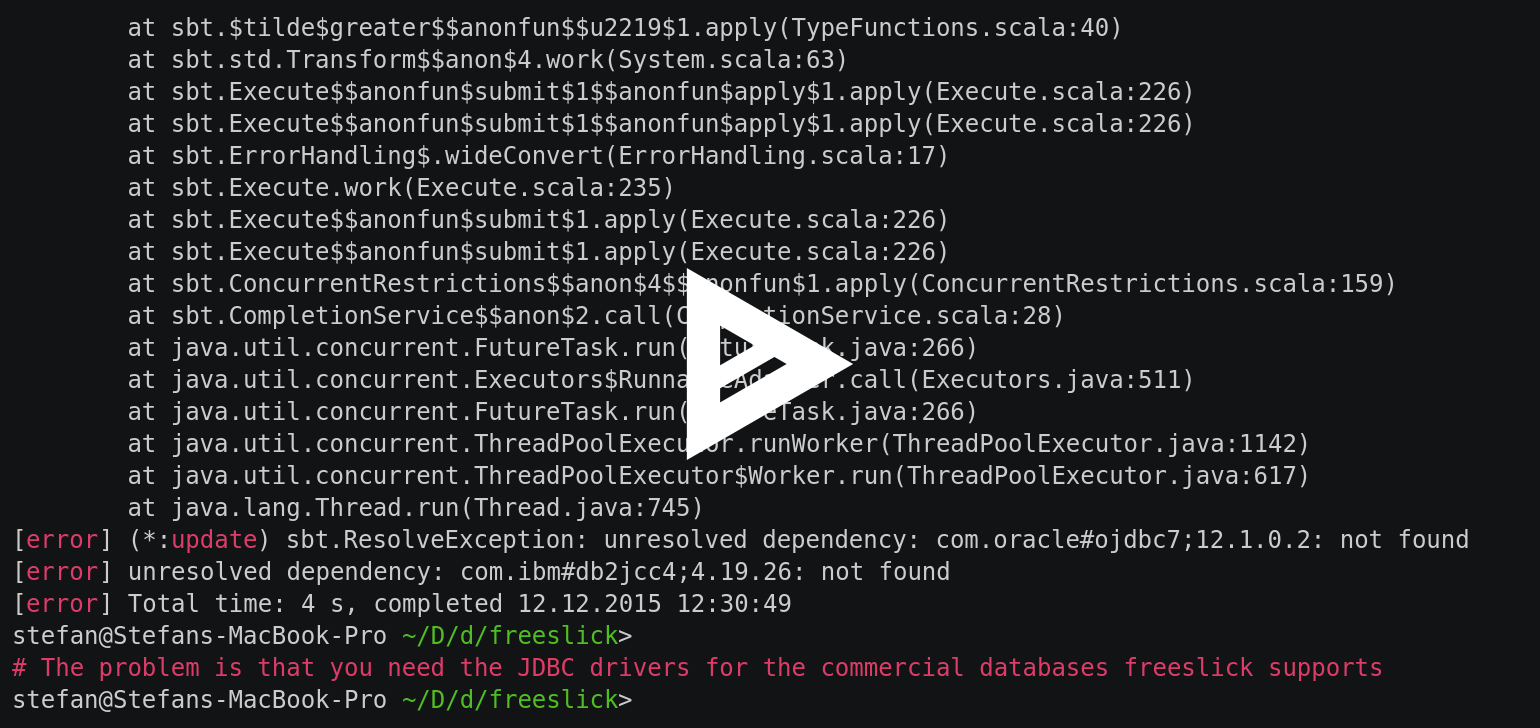 at sbt.$tilde$greater$$anonfun$$u2219$1.apply(TypeFunctions.scala:40)
at sbt.std.Transform$$anon$4.work(System.scala:63)
at sbt.Execute$$anonfun$submit$1$$anonfun$apply$1.apply(Execute.scala:226)
at sbt.Execute$$anonfun$submit$1$$anonfun$apply$1.apply(Execute.scala:226)
at sbt.ErrorHandling$.wideConvert(ErrorHandling.scala:17)
at sbt.Execute.work(Execute.scala:235)
at sbt.Execute$$anonfun$submit$1.apply(Execute.scala:226)
at sbt.Execute$$anonfun$submit$1.apply(Execute.scala:226)
at sbt.ConcurrentRestrictions$$anon$4$$anonfun$1.apply(ConcurrentRestrictions.scala:159)
at sbt.CompletionService$$anon$2.call(CompletionService.scala:28)
at java.util.concurrent.FutureTask.run(FutureTask.java:266)
at java.util.concurrent.Executors$RunnableAdapter.call(Executors.java:511)
at java.util.concurrent.FutureTask.run(FutureTask.java:266)
at java.util.concurrent.ThreadPoolExecutor.runWorker(ThreadPoolExecutor.java:1142)
at java.util.concurrent.ThreadPoolExecutor$Worker.run(ThreadPoolExecutor.java:617)
at java.lang.Thread.run(Thread.java:745)
[error] (*:update) sbt.ResolveException: unresolved dependency: com.oracle#ojdbc7;12.1.0.2: not found
[error] unresolved dependency: com.ibm#db2jcc4;4.19.26: not found
[error] Total time: 4 s, completed 12.12.2015 12:30:49
stefan@Stefans-MacBook-Pro ~/D/d/freeslick>
# The problem is that you need the JDBC drivers for the commercial databases freeslick supports
stefan@Stefans-MacBook-Pro ~/D/d/freeslick>